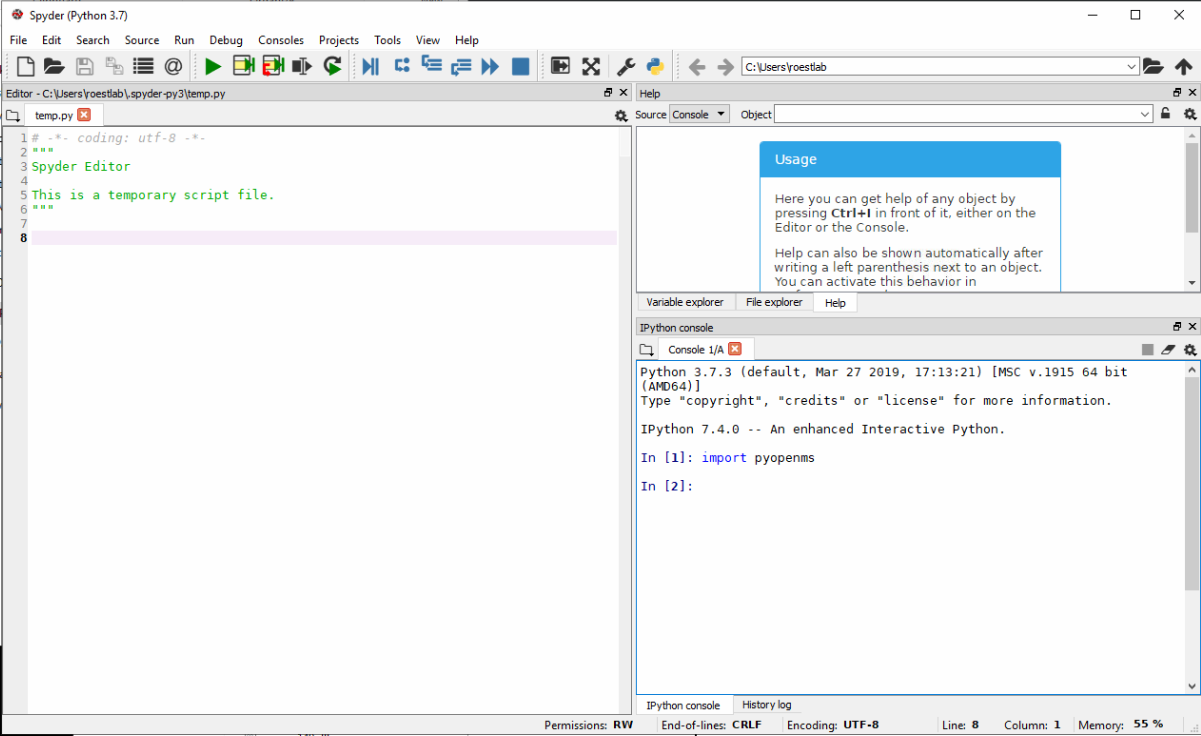 Spyder (Python 3.7)
File Edit Search Source Run Debug Consoles Projects Tools View Help
@
C:\Users\roestlab
Editor - C:\Users\roestlab\.spyder-py3\temp.py
temp.py
1 # -*- coding: utf-8 -*-
2 """
3 Spyder Editor
4
5 This is a temporary script file.
6 """
7
8
Help
Source Console Object
Usage
Here you can get help of any object by
pressing Ctrl+I in front of it, either on the
Editor or the Console.
Help can also be shown automatically after
writing a left parenthesis next to an object.
You can activate this behavior in
Variable explorer File explorer Help
IPython console
Console 1/A
Python 3.7.3 (default, Mar 27 2019, 17:13:21) [MSC v.1915 64 bit
(AMD64)]
Type "copyright", "credits" or "license" for more information.
IPython 7.4.0 -- An enhanced Interactive Python.
In [1]: import pyopenms
In [2]:
IPython console History log
Permissions: RW End-of-lines: CRLF Encoding: UTF-8 Line: 8 Column: 1 Memory: 55 %